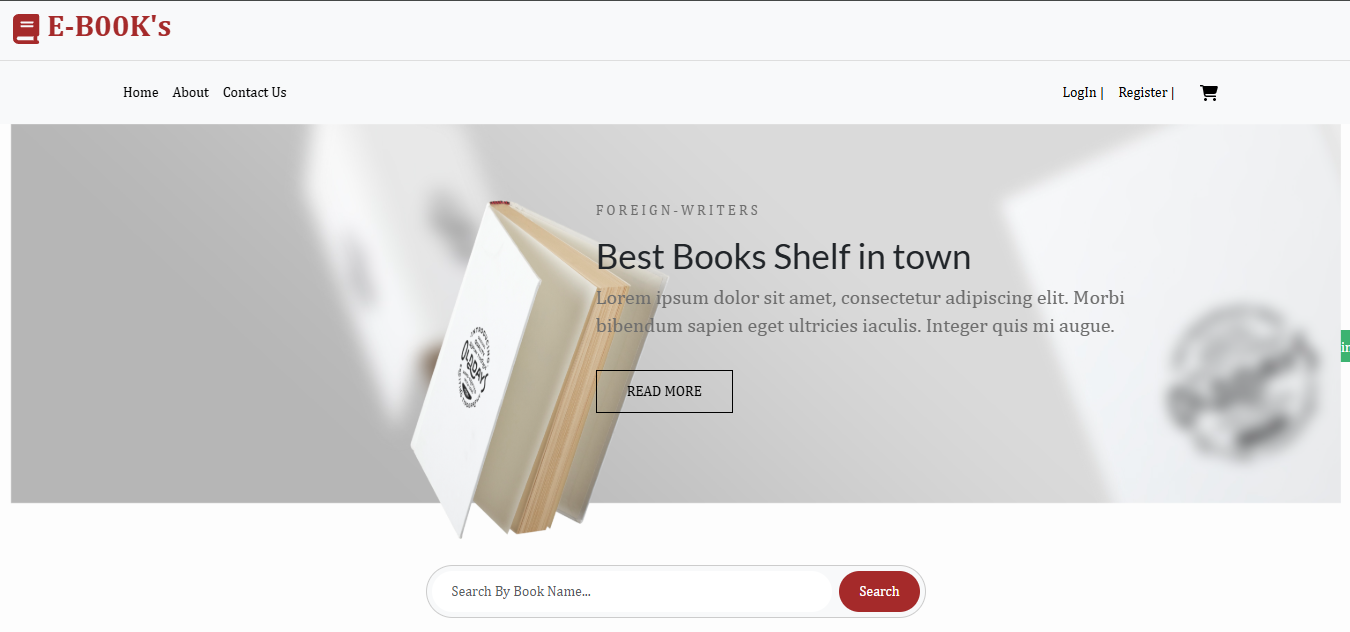 E-B00K's
Home About Contact Us
LogIn | Register |
FOREIGN-WRITERS
Best Books Shelf in town
Lorem ipsum dolor sit amet, consectetur adipiscing elit. Morbi
bibendum sapien eget ultricies iaculis. Integer quis mi augue.
READ MORE
OLDDAY
Search By Book Name...
Search